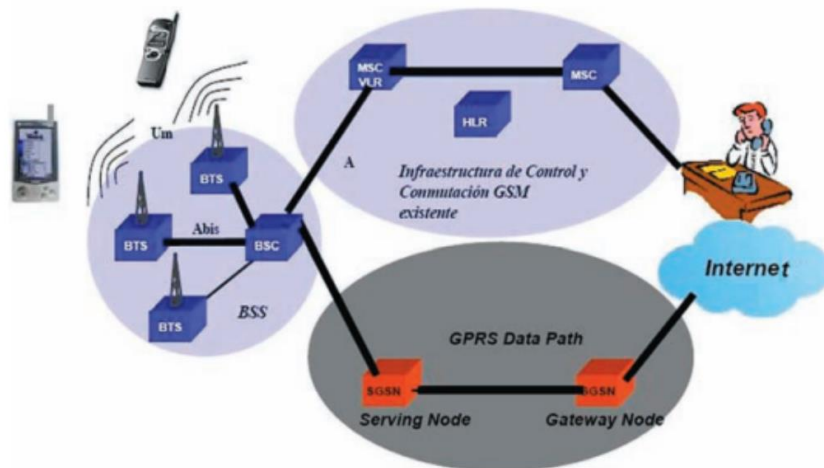 MSC
VLR
MSC
HLR
Um
BTS
A
Infraestructura de Control y
Conmutación GSM
existente
Abis
BTS
BSC
BTS
BSS
Internet
GPRS Data Path
SGSN
SGSN
Serving Node
Gateway Node